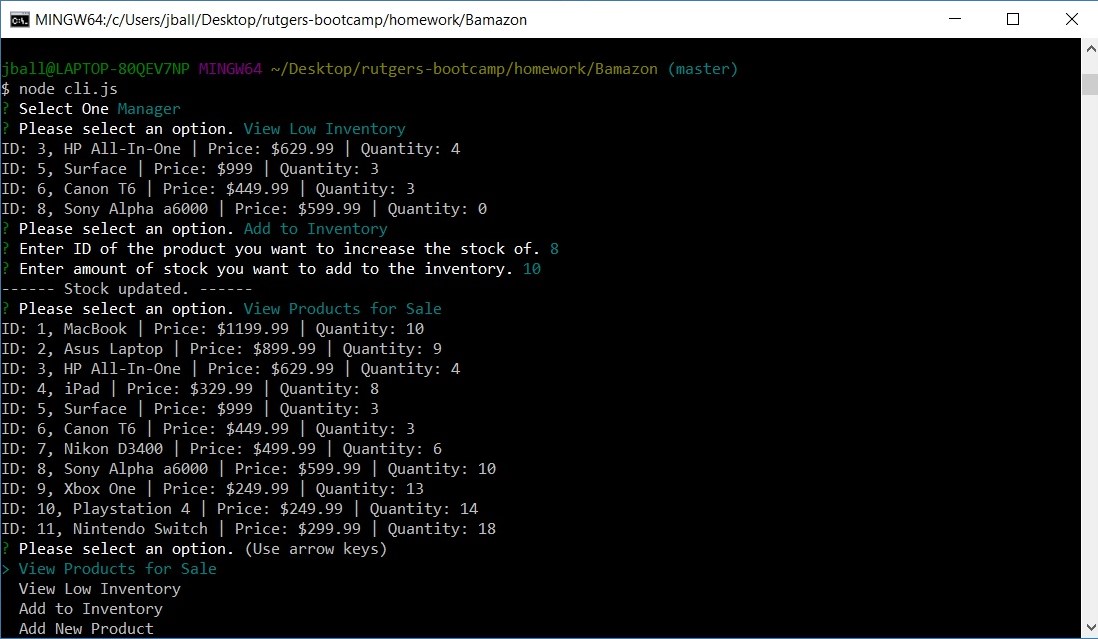 MINGW64:/c/Users/jball/Desktop/rutgers-bootcamp/homework/Bamazon
jball@LAPTOP-80QEV7NP MINGW64 ~/Desktop/rutgers-bootcamp/homework/Bamazon (master)
$ node cli.js
? Select One Manager
? Please select an option. View Low Inventory
ID: 3, HP All-In-One | Price: $629.99 | Quantity: 4
ID: 5, Surface | Price: $999 | Quantity: 3
ID: 6, Canon T6 | Price: $449.99 | Quantity: 3
ID: 8, Sony Alpha a6000 | Price: $599.99 | Quantity: 0
? Please select an option. Add to Inventory
? Enter ID of the product you want to increase the stock of. 8
? Enter amount of stock you want to add to the inventory. 10
------ Stock updated. ------
? Please select an option. View Products for Sale
ID: 1, MacBook | Price: $1199.99 | Quantity: 10
ID: 2, Asus Laptop | Price: $899.99 | Quantity: 9
ID: 3, HP All-In-One | Price: $629.99 | Quantity: 4
ID: 4, iPad | Price: $329.99 | Quantity: 8
ID: 5, Surface | Price: $999 | Quantity: 3
ID: 6, Canon T6 | Price: $449.99 | Quantity: 3
ID: 7, Nikon D3400 | Price: $499.99 | Quantity: 6
ID: 8, Sony Alpha a6000 | Price: $599.99 | Quantity: 10
ID: 9, Xbox One | Price: $249.99 | Quantity: 13
ID: 10, Playstation 4 | Price: $249.99 | Quantity: 14
ID: 11, Nintendo Switch | Price: $299.99 | Quantity: 18
? Please select an option. (Use arrow keys)
> View Products for Sale
View Low Inventory
Add to Inventory
Add New Product